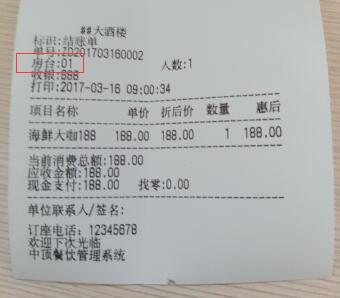 ##大酒楼
标识:结账单
单号:ZD201703160002
房台:01 人数:1
收银:888
打印:2017-03-16 09:00:34
项目名称 单价 折后价 数量 惠后
海鲜大咖188 188.00 188.00 1 188.00
当前消费总额:188.00
应收金额:188.00
现金支付:188.00 找零:0.00
单位联系人/签名:
订座电话:12345678
欢迎下次光临
中顶餐饮管理系统